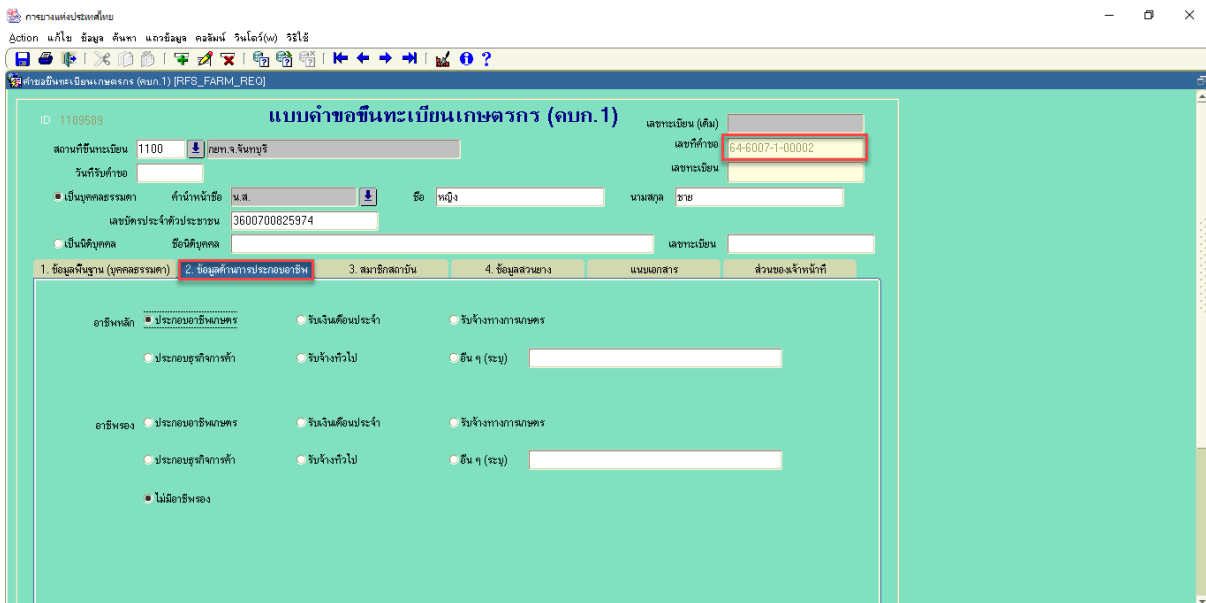 การยางแห่งประเทศไทย
Action แก้ไข ข้อมูล ค้นหา แถวข้อมูล คอลัมน์ วินโดว์(w) วิธีใช้
คำขอขึ้นทะเบียนเกษตรกร (คบก.1) [RFS_FARM_REQ]
ID 1189589
แบบคำขอขึ้นทะเบียนเกษตรกร (คบก.1)
เลขทะเบียน (เดิม)
สถานที่ขึ้นทะเบียน 1100 กยท.จ.จันทบุรี
เลขที่คำขอ 64-6007-1-00002
วันที่รับคำขอ
เลขทะเบียน
เป็นบุคคลธรรมดา คำนำหน้าชื่อ น.ส. ชื่อ หญิง นามสกุล ชาย
เลขบัตรประจำตัวประชาชน 3600700825974
เป็นนิติบุคคล ชื่อนิติบุคคล เลขทะเบียน
1. ข้อมูลพื้นฐาน (บุคคลธรรมดา) 2. ข้อมูลด้านการประกอบอาชีพ 3. สมาชิกสถาบัน 4. ข้อมูลสวนยาง แนบเอกสาร ส่วนของเจ้าหน้าที่
อาชีพหลัก ประกอบอาชีพเกษตร รับเงินเดือนประจำ รับจ้างทางการเกษตร
ประกอบธุรกิจการค้า รับจ้างทั่วไป อื่น ๆ (ระบุ)
อาชีพรอง ประกอบอาชีพเกษตร รับเงินเดือนประจำ รับจ้างทางการเกษตร
ประกอบธุรกิจการค้า รับจ้างทั่วไป อื่น ๆ (ระบุ)
ไม่มีอาชีพรอง